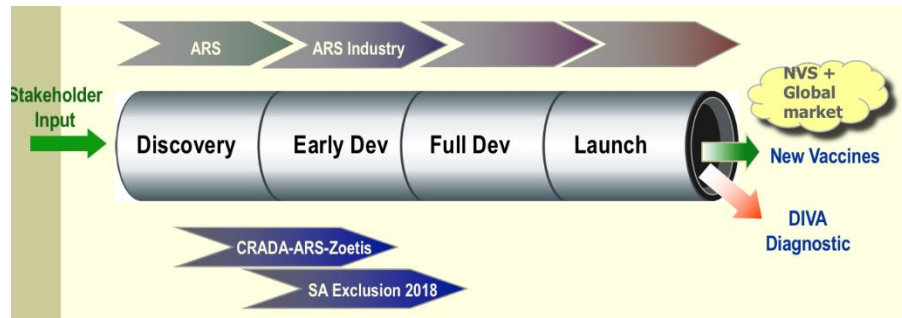 ARS
ARS Industry
Stakeholder
Input
NVS +
Global
market
Discovery
Early Dev
Full Dev
Launch
New Vaccines
DIVA
Diagnostic
CRADA-ARS-Zoetis
SA Exclusion 2018